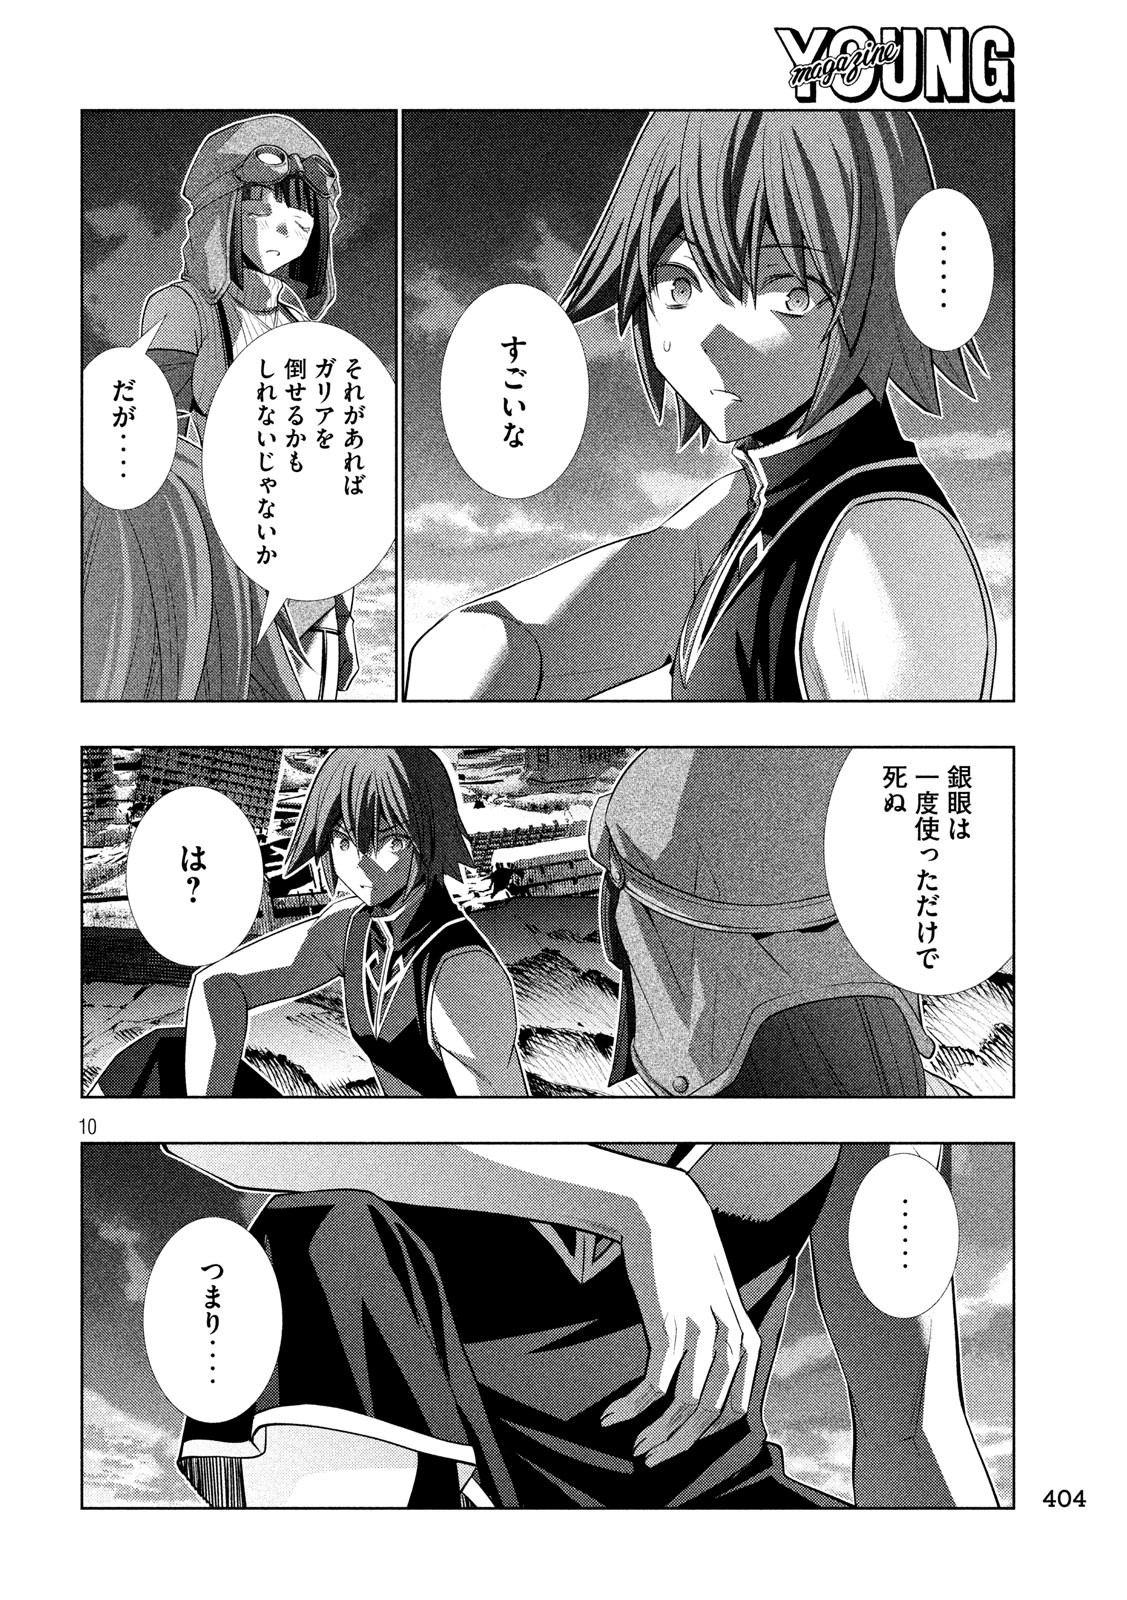 YOUNG
magazine
・・・・・・
すごいな
それがあれば
ガリアを
倒せるかも
しれないじゃないか
だが・・・・
銀眼は
一度使っただけで
死ぬ
は？
・・・・・・
つまり・・・・
10
404